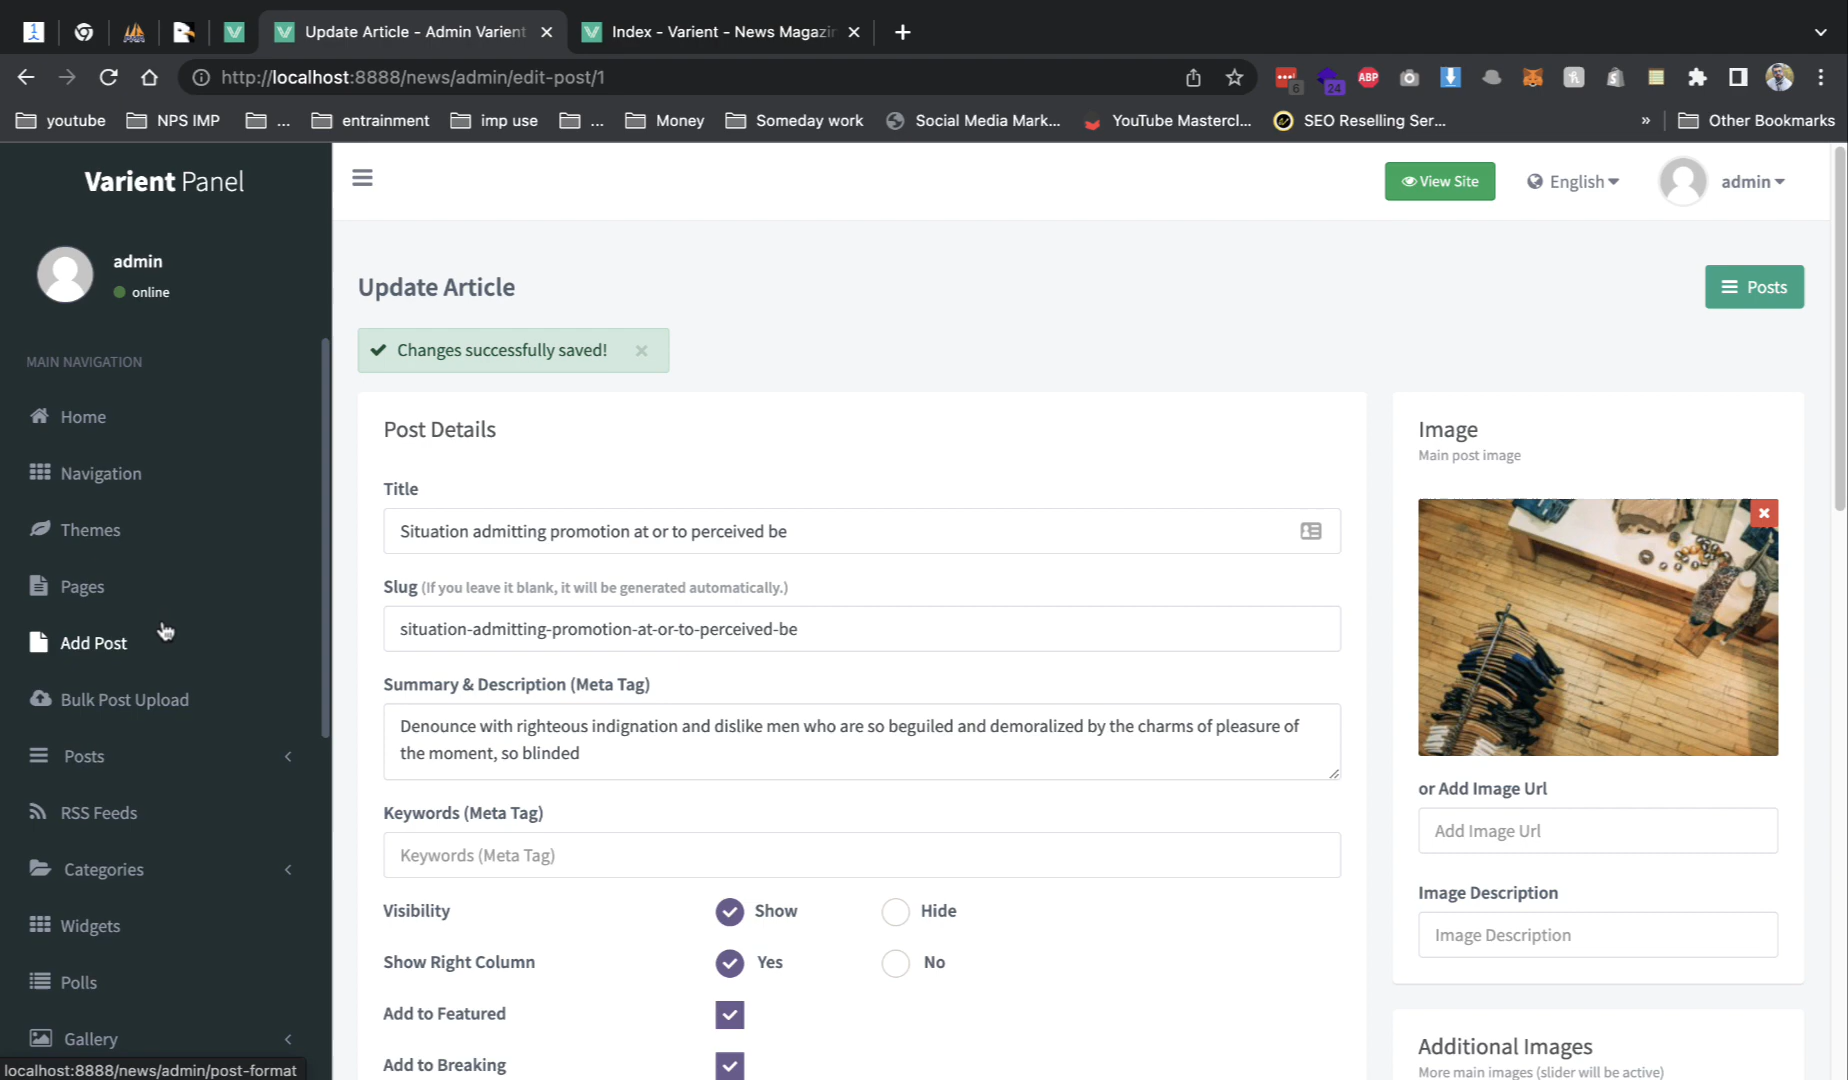 Update Article - Admin Varient
Index - Varient - News Magazin
http://localhost:8888/news/admin/edit-post/1
6
24
ABP
youtube
NPS IMP
...
entrainment
imp use
...
Money
Someday work
Social Media Mark...
YouTube Mastercl...
SEO Reselling Ser...
»
Other Bookmarks
Varient Panel
View Site
English
admin
admin
online
Update Article
Posts
Changes successfully saved!
MAIN NAVIGATION
Home
Navigation
Themes
Pages
Add Post
Bulk Post Upload
Posts
RSS Feeds
Categories
Widgets
Polls
Gallery
localhost:8888/news/admin/post-format
Post Details
Title
Situation admitting promotion at or to perceived be
Slug (If you leave it blank, it will be generated automatically.)
situation-admitting-promotion-at-or-to-perceived-be
Summary & Description (Meta Tag)
Denounce with righteous indignation and dislike men who are so beguiled and demoralized by the charms of pleasure of
the moment, so blinded
Keywords (Meta Tag)
Keywords (Meta Tag)
Visibility
Show
Hide
Show Right Column
Yes
No
Add to Featured
Add to Breaking
Image
Main post image
or Add Image Url
Add Image Url
Image Description
Image Description
Additional Images
More main images (slider will be active)